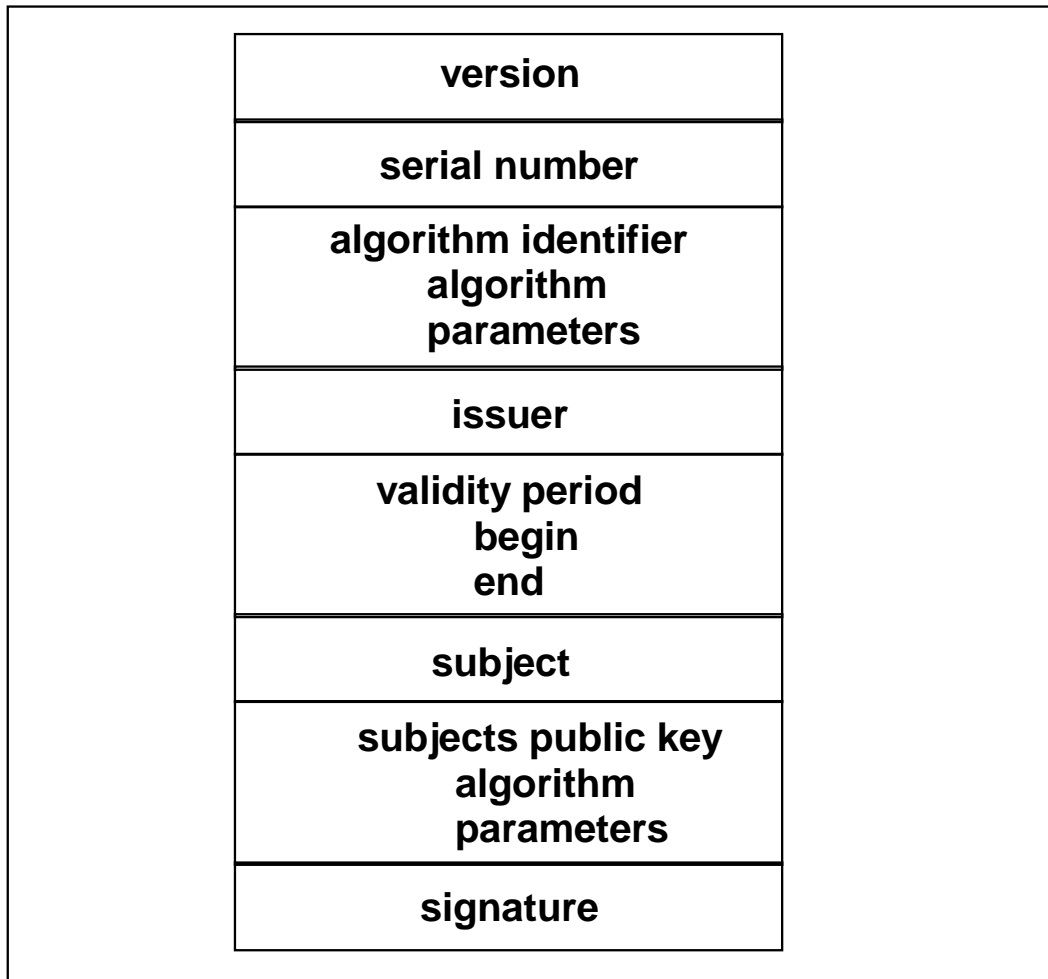 version
serial number
algorithm identifier
algorithm
parameters
issuer
validity period
begin
end
subject
subjects public key
algorithm
parameters
signature